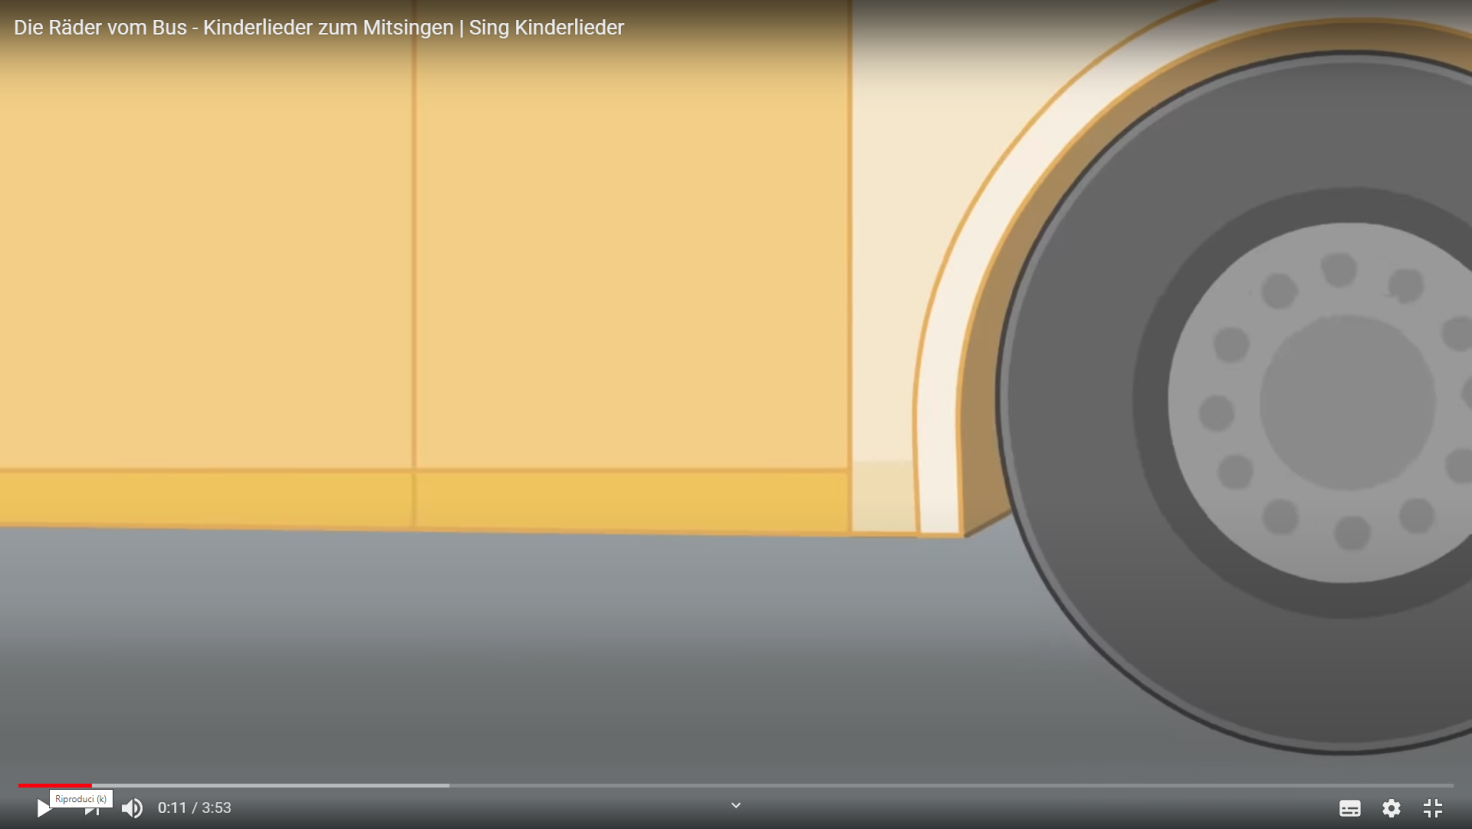 Die Räder vom Bus - Kinderlieder zum Mitsingen | Sing Kinderlieder
Riproduci (k)
0:11 / 3:53